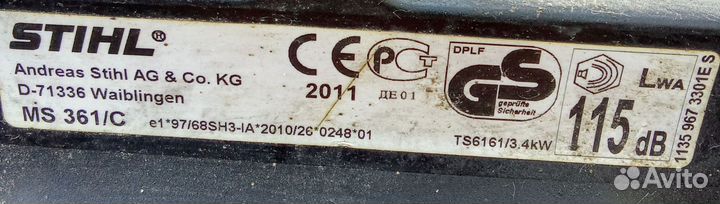 STIHL®
Andreas Stihl AG & Co. KG
D-71336 Waiblingen
MS 361/C
e1*97/68SH3-IA*2010/26*0248*01
CE
2011
РСТ
ДЕ01
DPLF
GS
geprüfte
Sicherheit
TS6161/3.4kW
LWA
115 dB
1135 967 3301E S
Avito